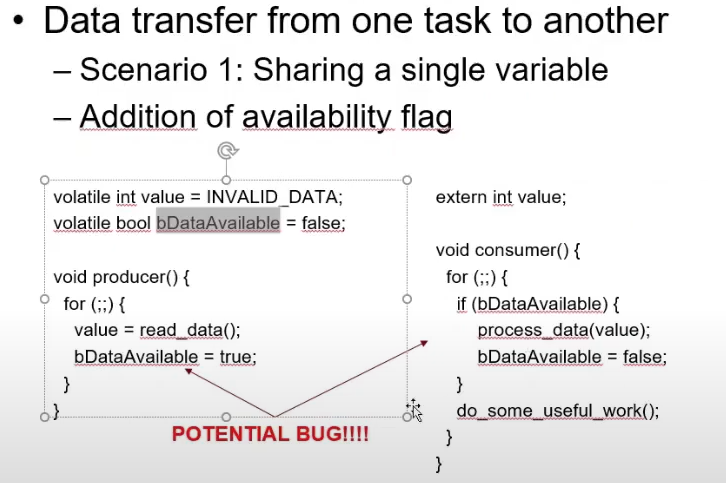 • Data transfer from one task to another
– Scenario 1: Sharing a single variable
– Addition of availability flag
volatile int value = INVALID_DATA;
volatile bool bDataAvailable = false;
void producer() {
for (;;) {
value = read_data();
bDataAvailable = true;
}
}
extern int value;
void consumer() {
for (;;) {
if (bDataAvailable) {
process_data(value);
bDataAvailable = false;
}
do_some_useful_work();
}
}
POTENTIAL BUG!!!!